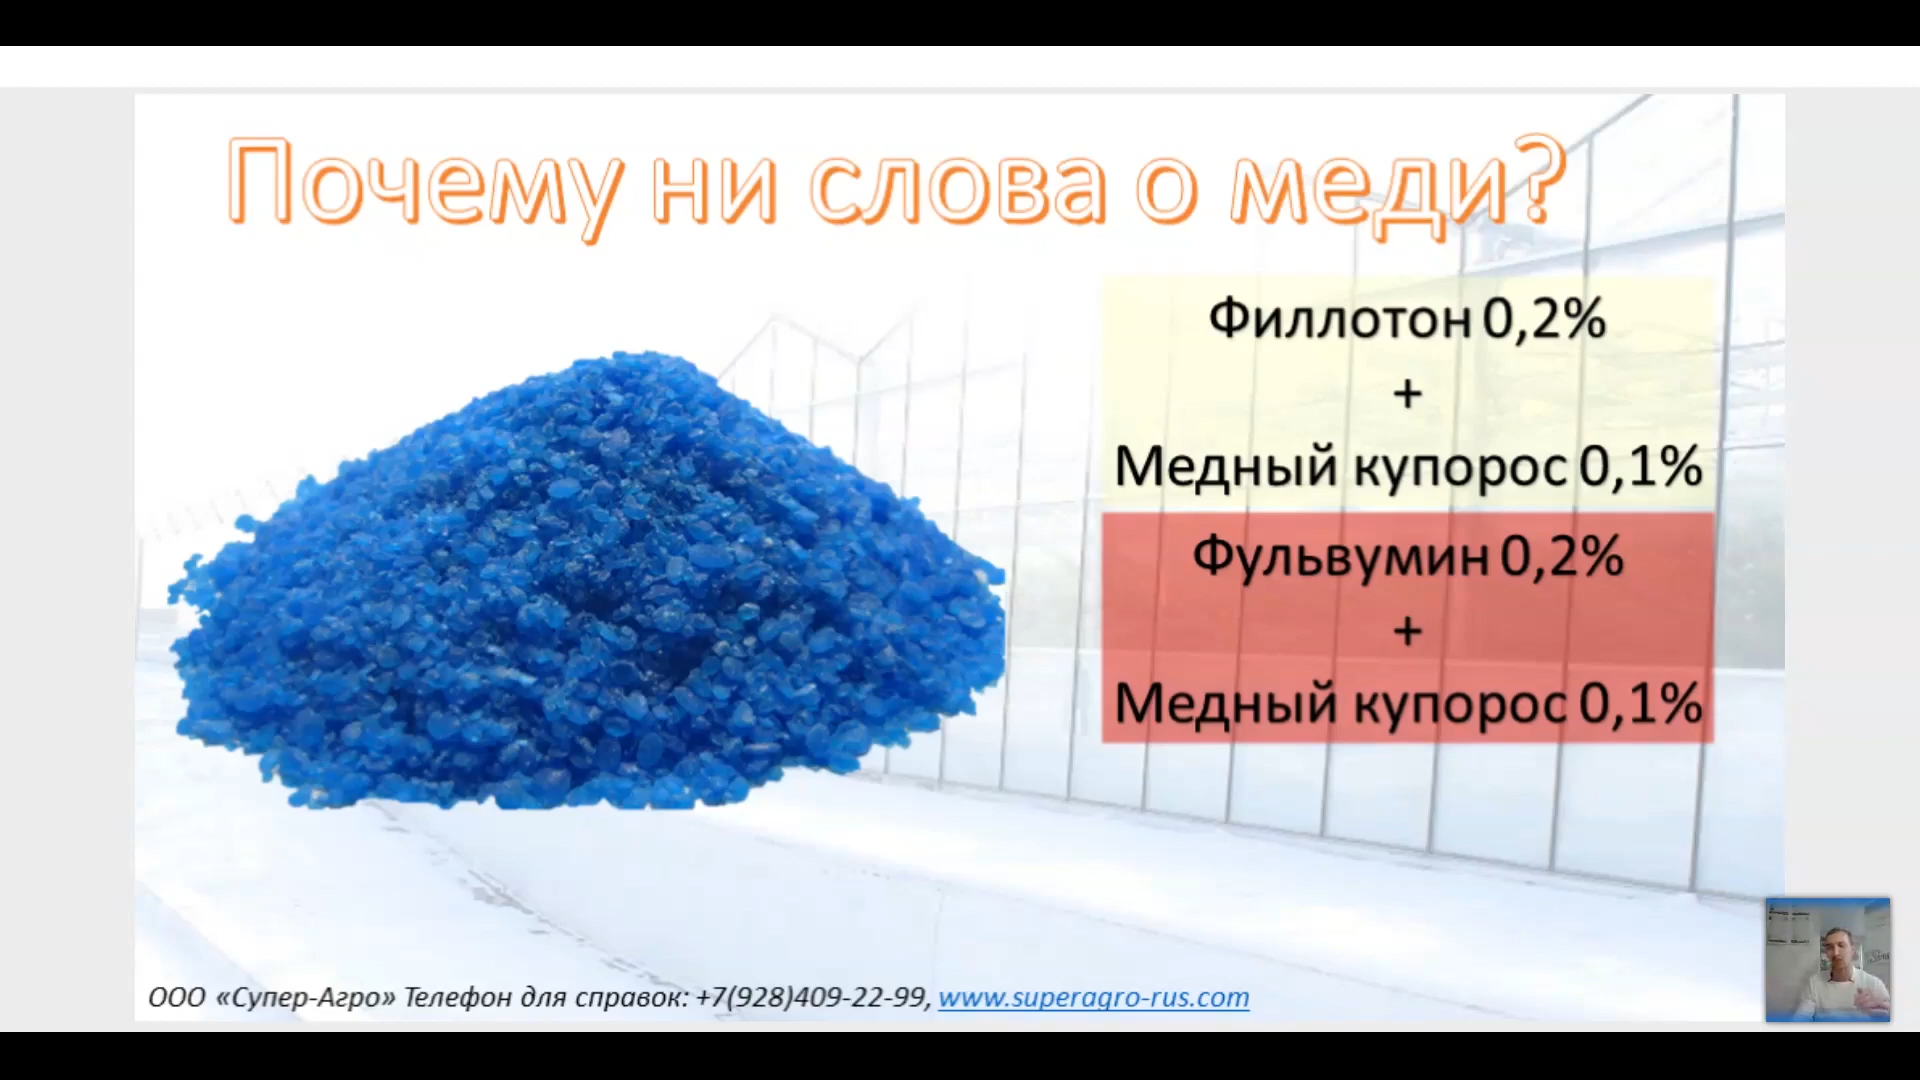 Почему ни слова о меди?
Филлотон 0,2%
+
Медный купорос 0,1%
Фульвумин 0,2%
+
Медный купорос 0,1%
ООО «Супер-Агро» Телефон для справок: +7(928)409-22-99, www.superagro-rus.com